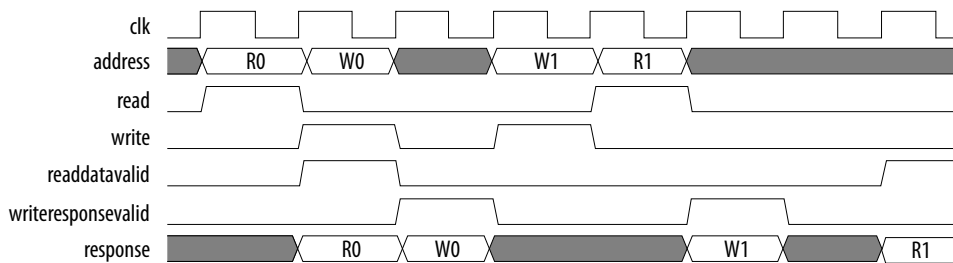 clk
address R0 W0 W1 R1
read
write
readdatavalid
writeresponsevalid
response R0 W0 W1 R1